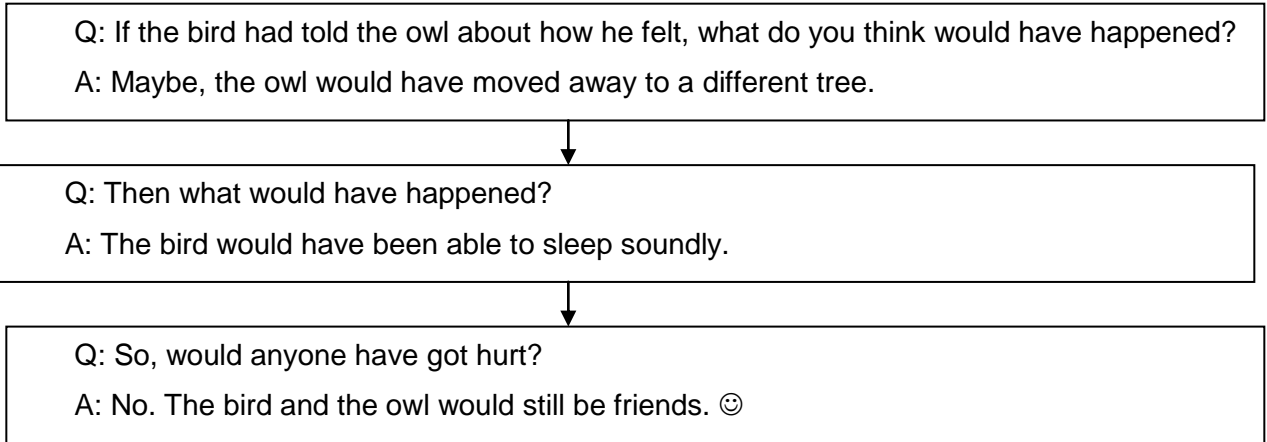 Q: If the bird had told the owl about how he felt, what do you think would have happened?
A: Maybe, the owl would have moved away to a different tree.
Q: Then what would have happened?
A: The bird would have been able to sleep soundly.
Q: So, would anyone have got hurt?
A: No. The bird and the owl would still be friends. ☺